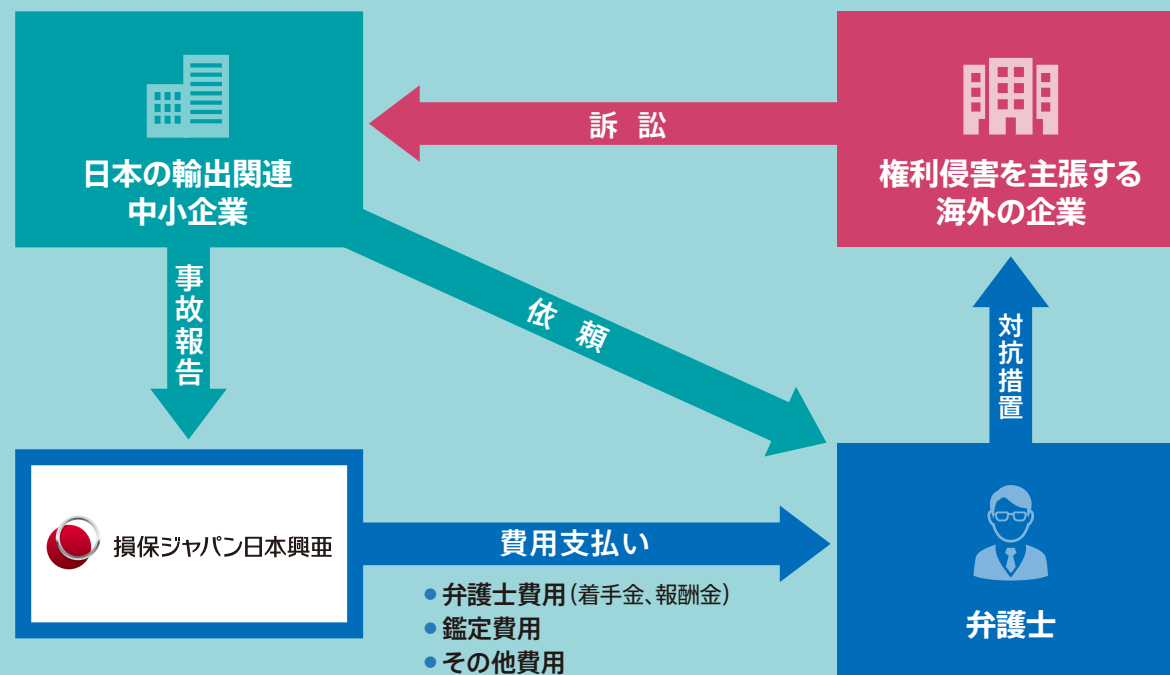 日本の輸出関連
中小企業
訴訟
権利侵害を主張する
海外の企業
事故報告
依頼
対抗措置
損保ジャパン日本興亜
費用支払い
●弁護士費用(着手金、報酬金)
●鑑定費用
●その他費用
弁護士